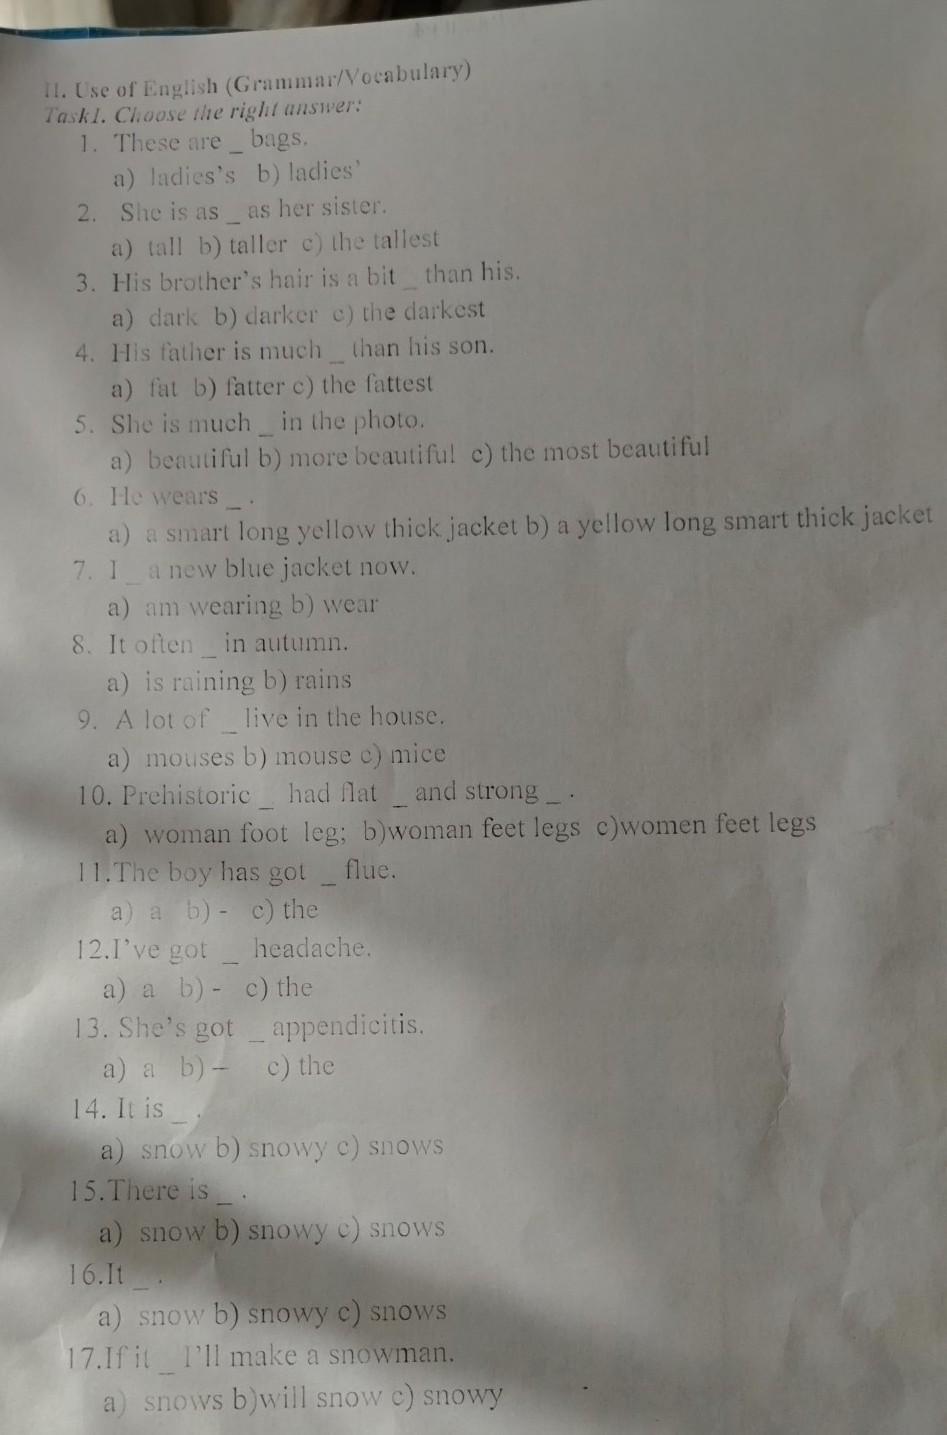 II. Use of English (Grammar/Vocabulary)
Task1. Choose the right answer:
1. These are _ bags.
a) ladies's b) ladies'
2. She is as _ as her sister.
a) tall b) taller c) the tallest
3. His brother's hair is a bit _ than his.
a) dark b) darker c) the darkest
4. His father is much _ than his son.
a) fat b) fatter c) the fattest
5. She is much _ in the photo.
a) beautiful b) more beautiful c) the most beautiful
6. He wears _ .
a) a smart long yellow thick jacket b) a yellow long smart thick jacket
7. I _ a new blue jacket now.
a) am wearing b) wear
8. It often _ in autumn.
a) is raining b) rains
9. A lot of _ live in the house.
a) mouses b) mouse c) mice
10. Prehistoric _ had flat _ and strong _ .
a) woman foot leg; b)woman feet legs c)women feet legs
11.The boy has got _ flue.
a) a b) - c) the
12.I've got _ headache.
a) a b) - c) the
13. She's got _ appendicitis.
a) a b) – c) the
14. It is _ .
a) snow b) snowy c) snows
15.There is _ .
a) snow b) snowy c) snows
16.It _ .
a) snow b) snowy c) snows
17.If it _ I'll make a snowman.
a) snows b)will snow c) snowy